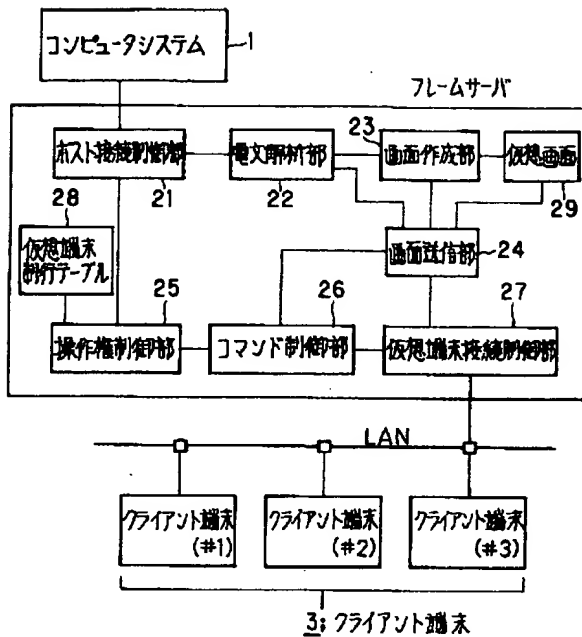 コンピュータシステム
1
フレームサーバ
ホスト接続制御部
21
電文解析部
22
23
画面作成部
仮想画面
29
28
仮想端末
制行テーブル
画面送信部
24
25
操作権制御部
26
コマンド制御部
27
仮想端末接続制御部
LAN
クライアント端末
(#1)
クライアント端末
(#2)
クライアント端末
(#3)
3; クライアント端末